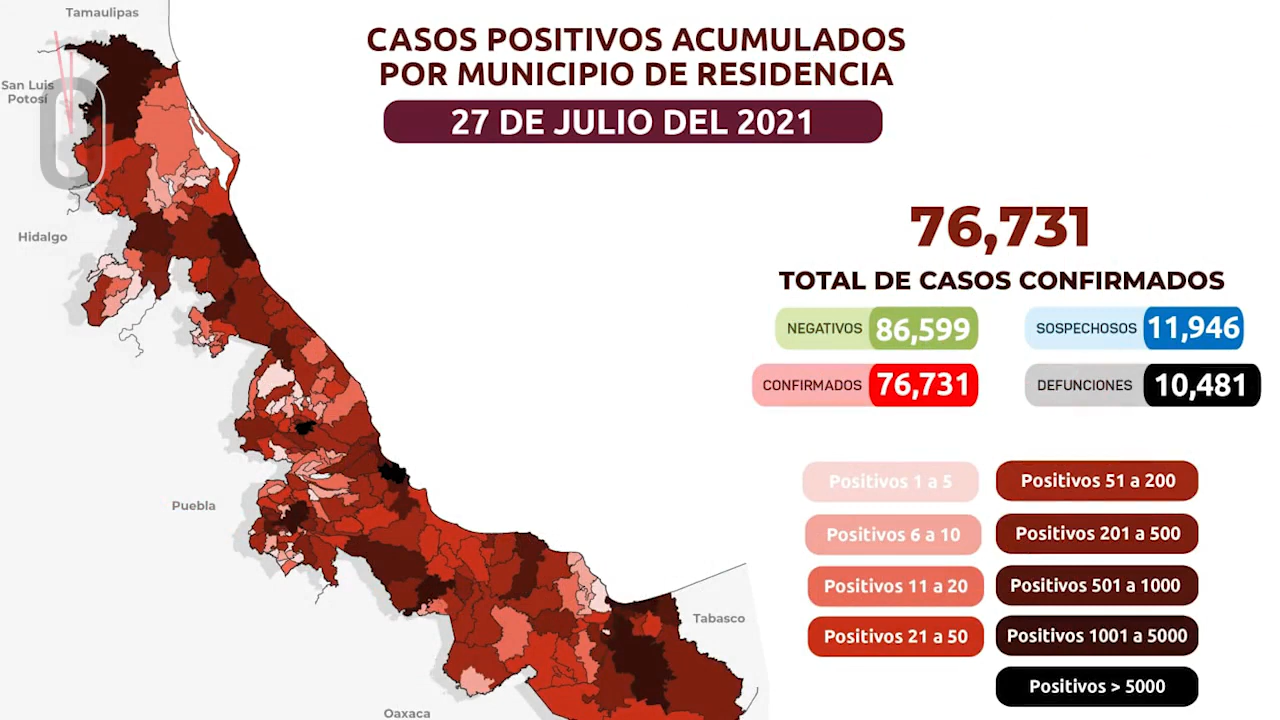 Tamaulipas
CASOS POSITIVOS ACUMULADOS
POR MUNICIPIO DE RESIDENCIA
27 DE JULIO DEL 2021
San Luis
Potosí
Hidalgo
76,731
TOTAL DE CASOS CONFIRMADOS
NEGATIVOS 86,599
SOSPECHOSOS 11,946
CONFIRMADOS 76,731
DEFUNCIONES 10,481
Puebla
Positivos 1 a 5
Positivos 51 a 200
Positivos 6 a 10
Positivos 201 a 500
Positivos 11 a 20
Positivos 501 a 1000
Positivos 21 a 50
Positivos 1001 a 5000
Positivos > 5000
Tabasco
Oaxaca